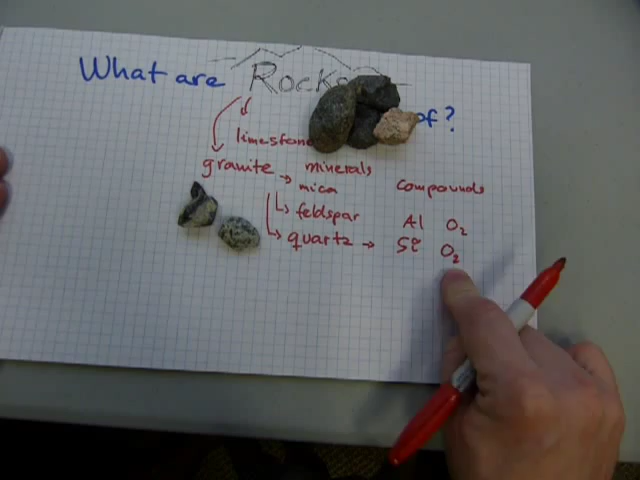 What are Rocks of?
limestone
granite minerals
mica compounds
feldspar Al O2
quartz → Si O2